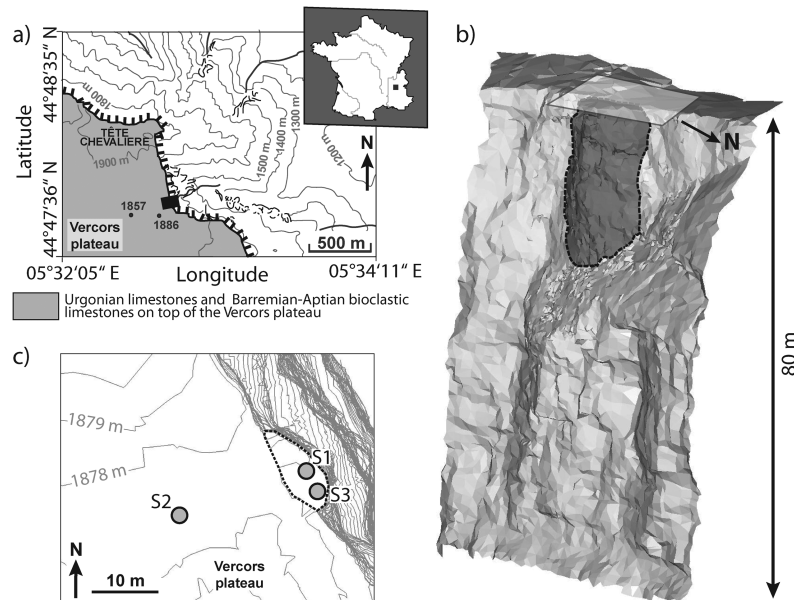 a)
44°48'35“ N
44°47'36“ N
Latitude
1800 m
TÊTE
CHEVALIERE
1900 m
1500 m
1400 m
1300 m
1200 m
N
1857
1886
Vercors
plateau
500 m
05°32'05“ E
Longitude
05°34'11“ E
Urgonian limestones and Barremian-Aptian bioclastic
limestones on top of the Vercors plateau
b)
N
80 m
c)
1879 m
1878 m
S1
S2
S3
N
10 m
Vercors
plateau